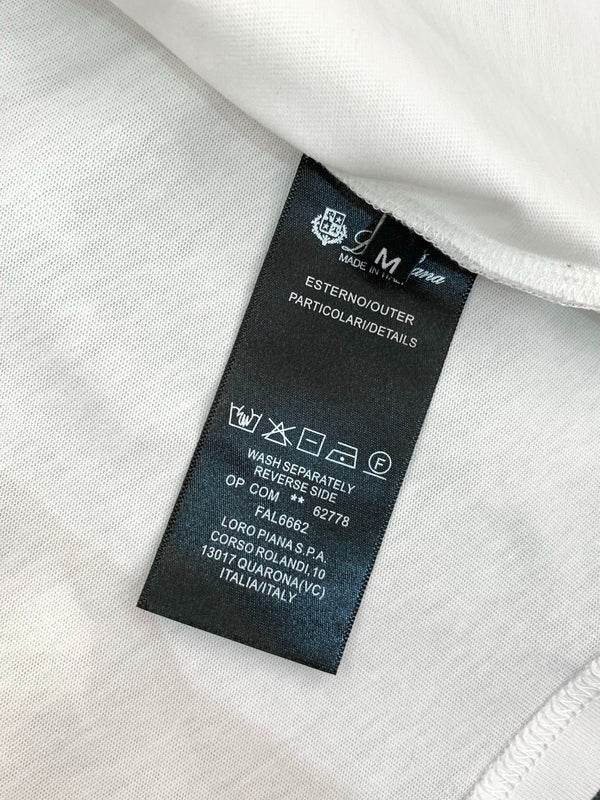 M
MADE IN
ana
ESTERNO/OUTER
PARTICOLARI/DETAILS
F
WASH SEPARATELY
REVERSE SIDE
OP COM ** 62778
FAL6662
LORO PIANA S.P.A.
CORSO ROLANDI,10
13017 QUARONA(VC)
ITALIA/ITALY